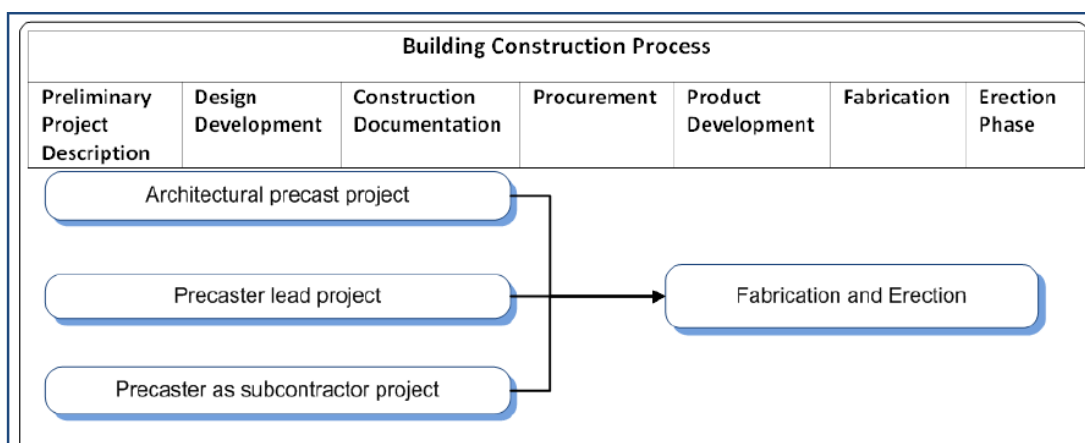 Building Construction Process
Preliminary
Project
Description
Design
Development
Construction
Documentation
Procurement
Product
Development
Fabrication
Erection
Phase
Architectural precast project
Precaster lead project
Fabrication and Erection
Precaster as subcontractor project